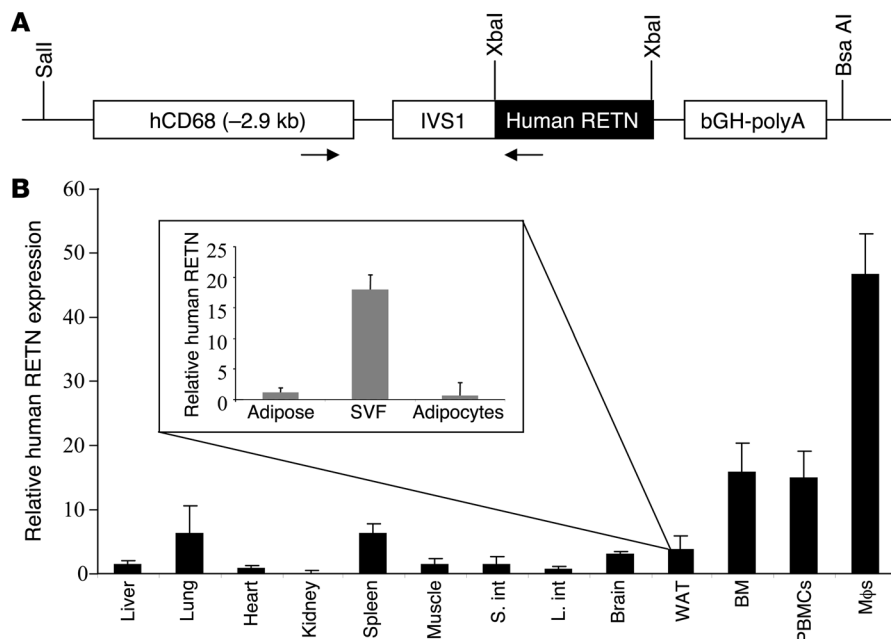 A
SalI
XbaI
XbaI
Bsa AI
hCD68 (–2.9 kb)
IVS1
Human RETN
bGH-polyA
B
Relative human RETN expression
60
50
40
30
20
10
0
Relative human RETN
25
20
15
10
5
0
Adipose
SVF
Adipocytes
Liver
Lung
Heart
Kidney
Spleen
Muscle
S. int
L. int
Brain
WAT
BM
PBMCs
Mϕs